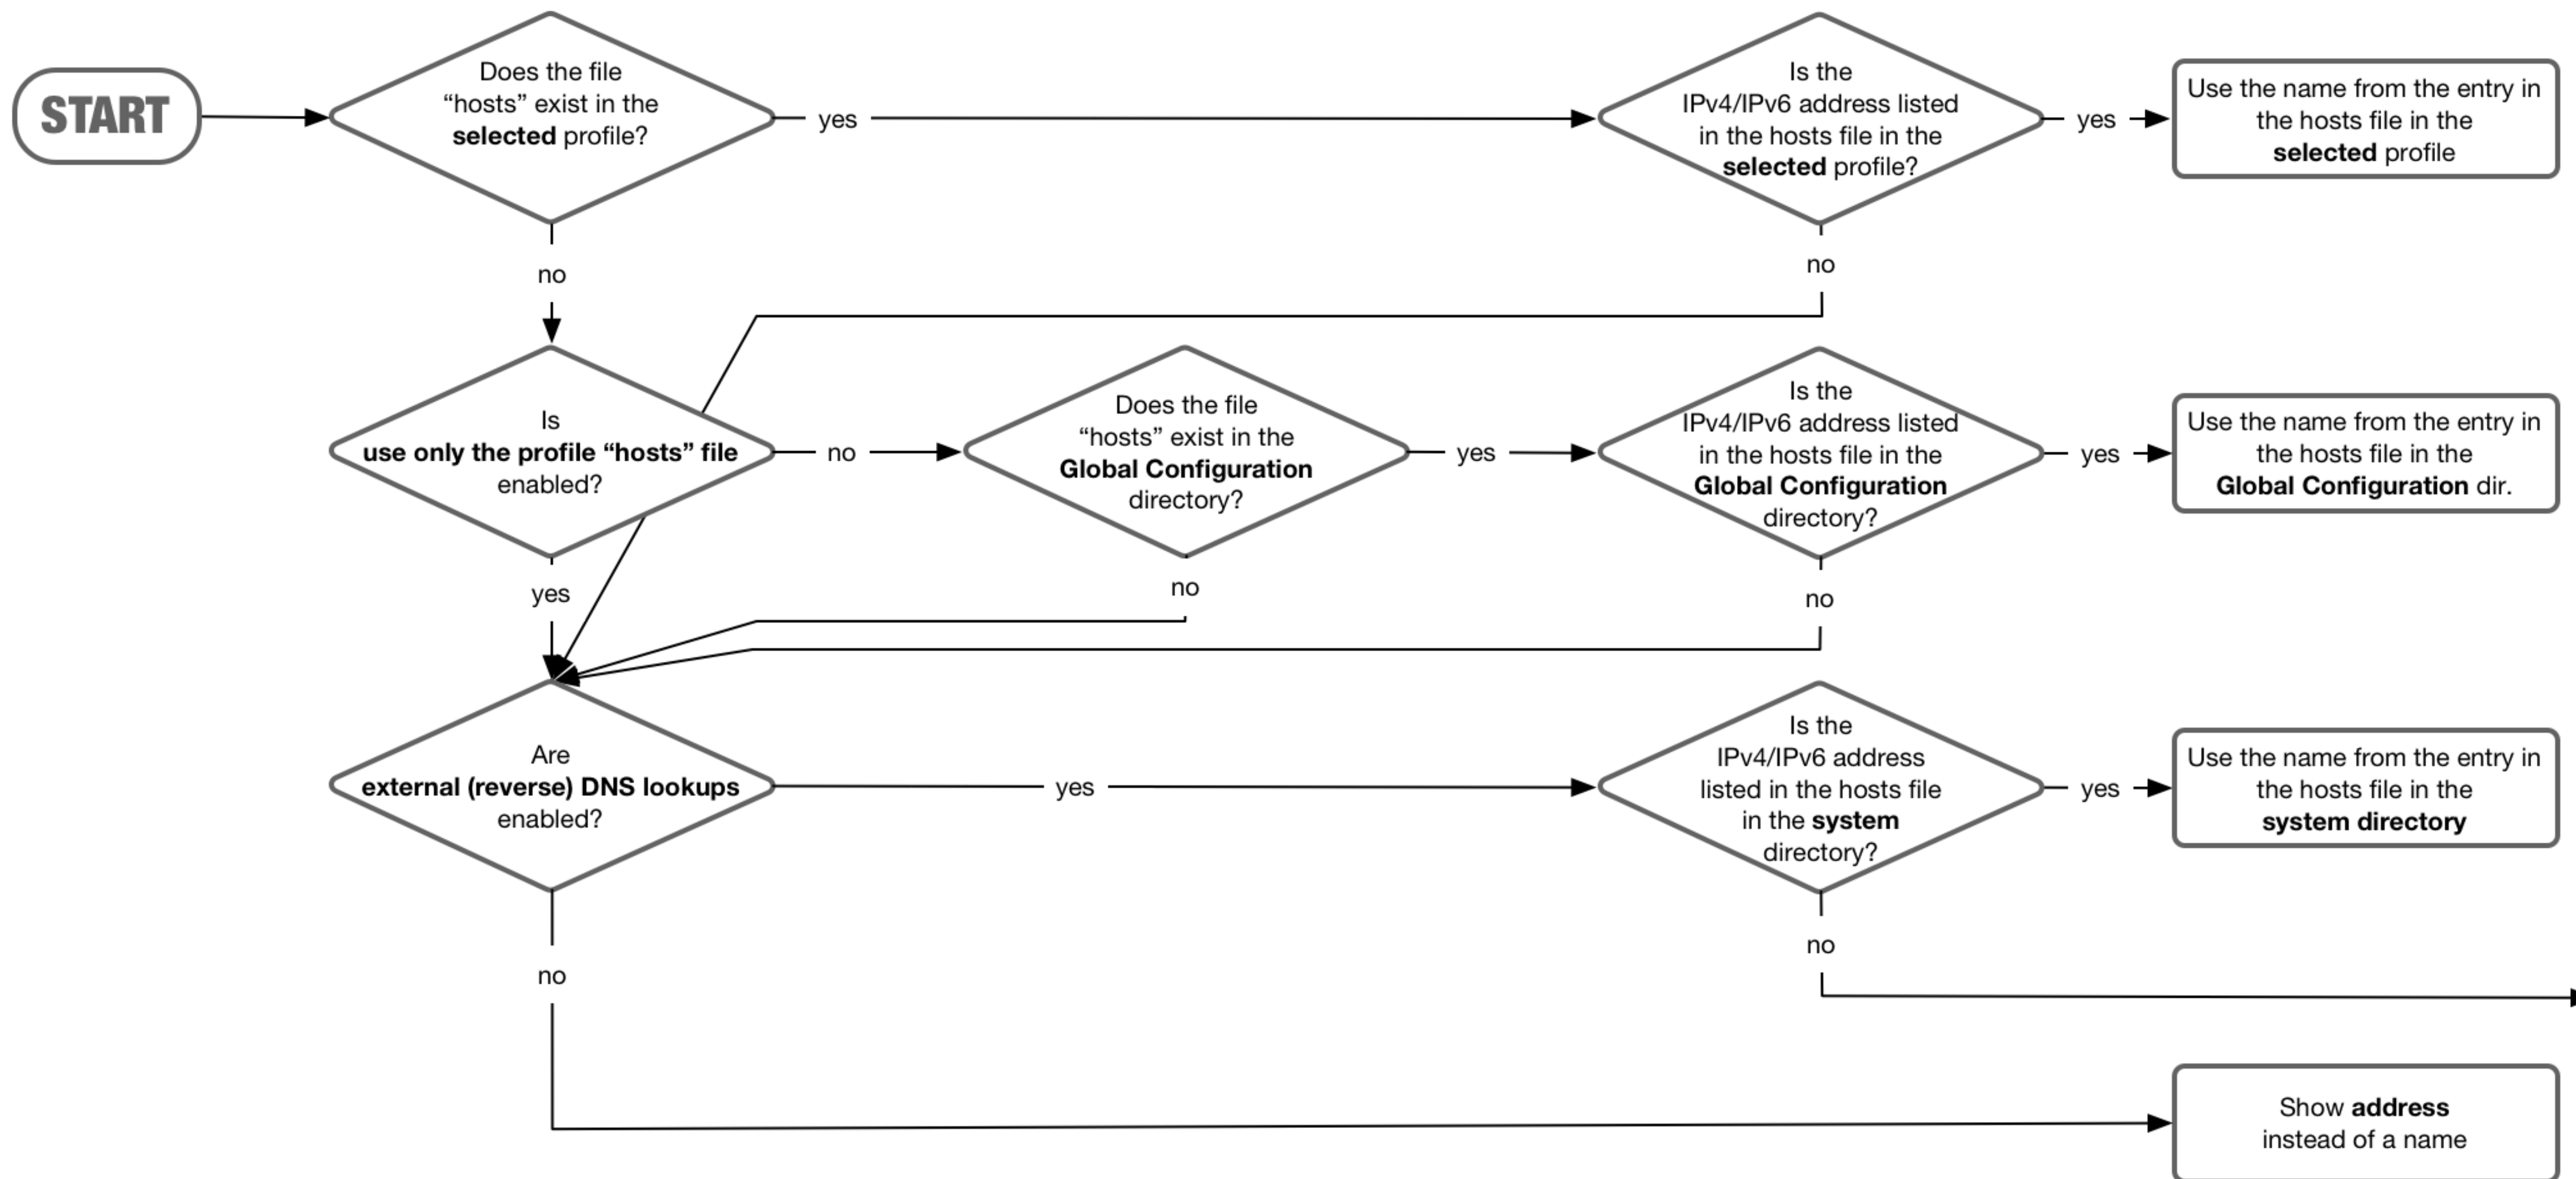 START
Does the file
“hosts” exist in the
selected profile?
yes
Is the
IPv4/IPv6 address listed
in the hosts file in the
selected profile?
yes
Use the name from the entry in
the hosts file in the
selected profile
no
no
Is
use only the profile “hosts” file
enabled?
no
Does the file
“hosts” exist in the
Global Configuration
directory?
yes
Is the
IPv4/IPv6 address listed
in the hosts file in the
Global Configuration
directory?
yes
Use the name from the entry in
the hosts file in the
Global Configuration dir.
yes
no
no
Are
external (reverse) DNS lookups
enabled?
yes
Is the
IPv4/IPv6 address
listed in the hosts file
in the system
directory?
yes
Use the name from the entry in
the hosts file in the
system directory
no
no
Show address
instead of a name